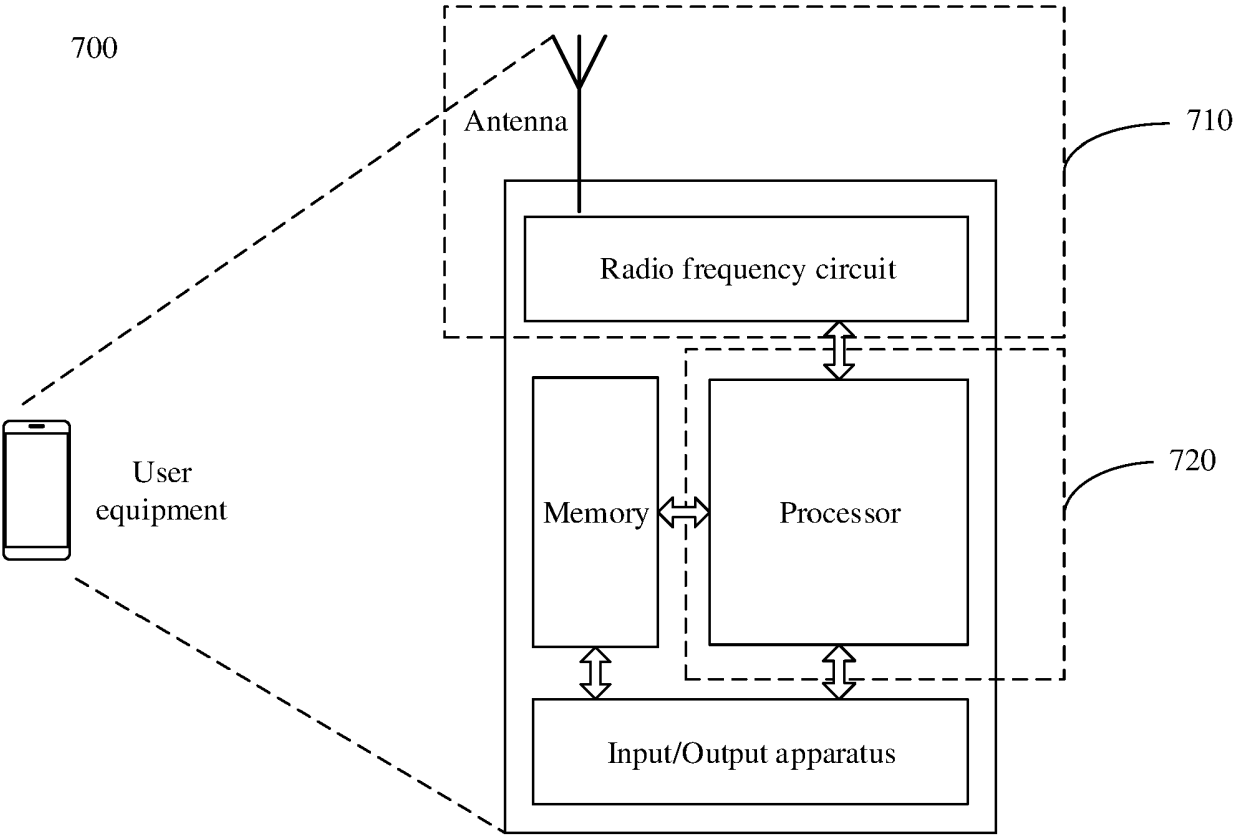 700
Antenna
710
Radio frequency circuit
User
equipment
Memory
Processor
720
Input/Output apparatus